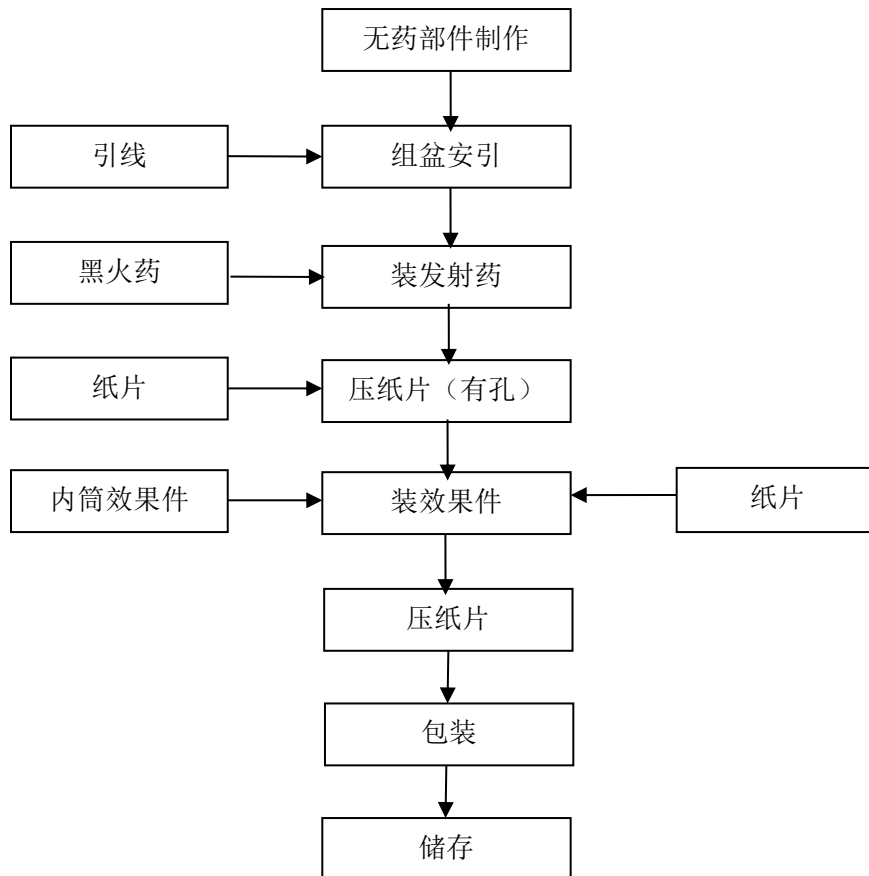 无药部件制作
引线
组盆安引
黑火药
装发射药
纸片
压纸片（有孔）
内筒效果件
装效果件
纸片
压纸片
包装
储存